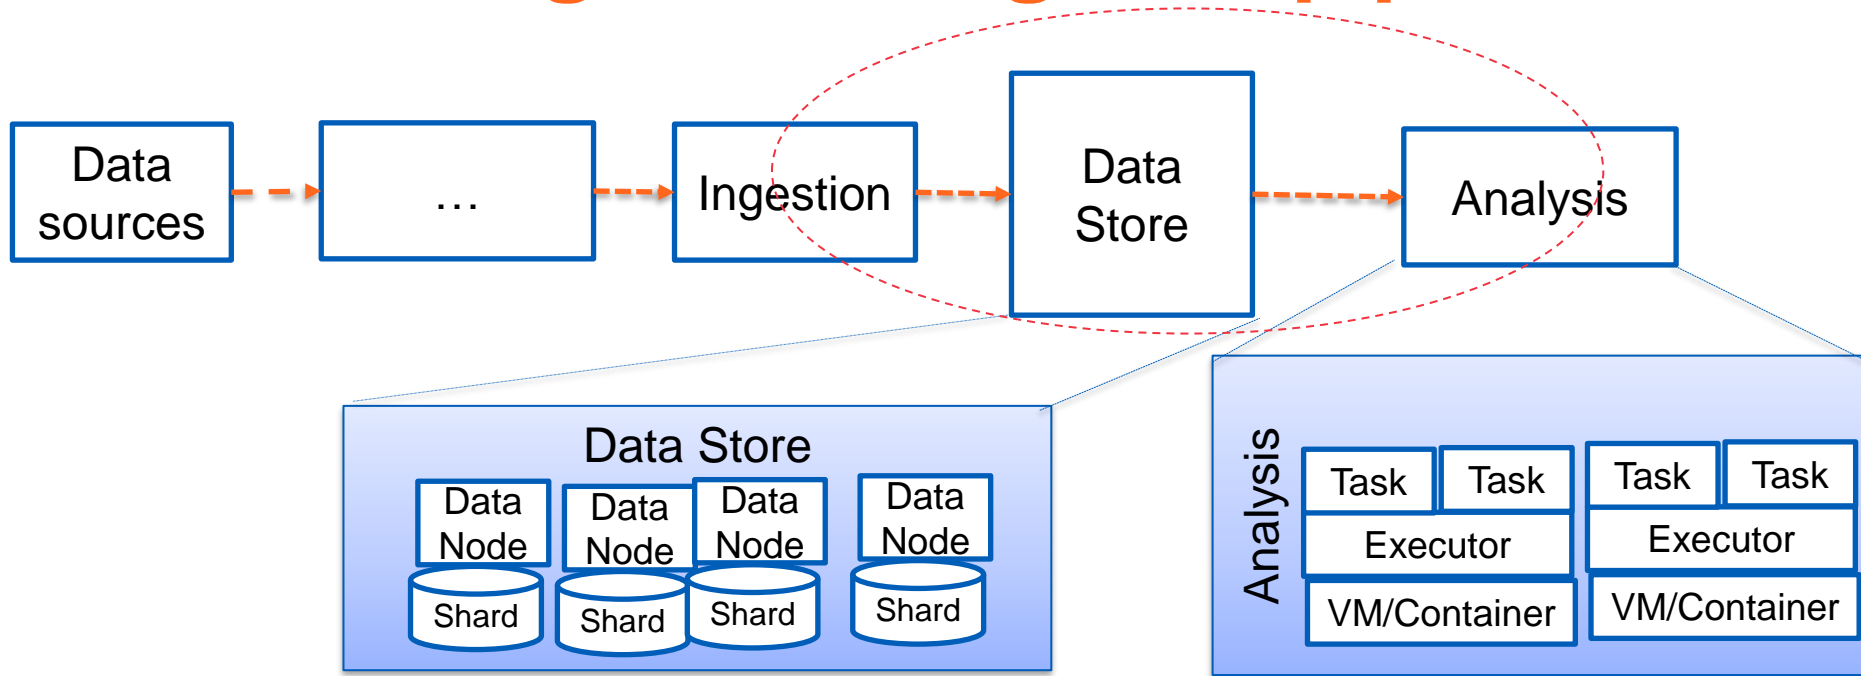 Data
sources
…
Ingestion
Data
Store
Analysis
Data Store
Data
Node
Shard
Data
Node
Shard
Data
Node
Shard
Data
Node
Shard
Analysis
Task
Task
Executor
VM/Container
Task
Task
Executor
VM/Container